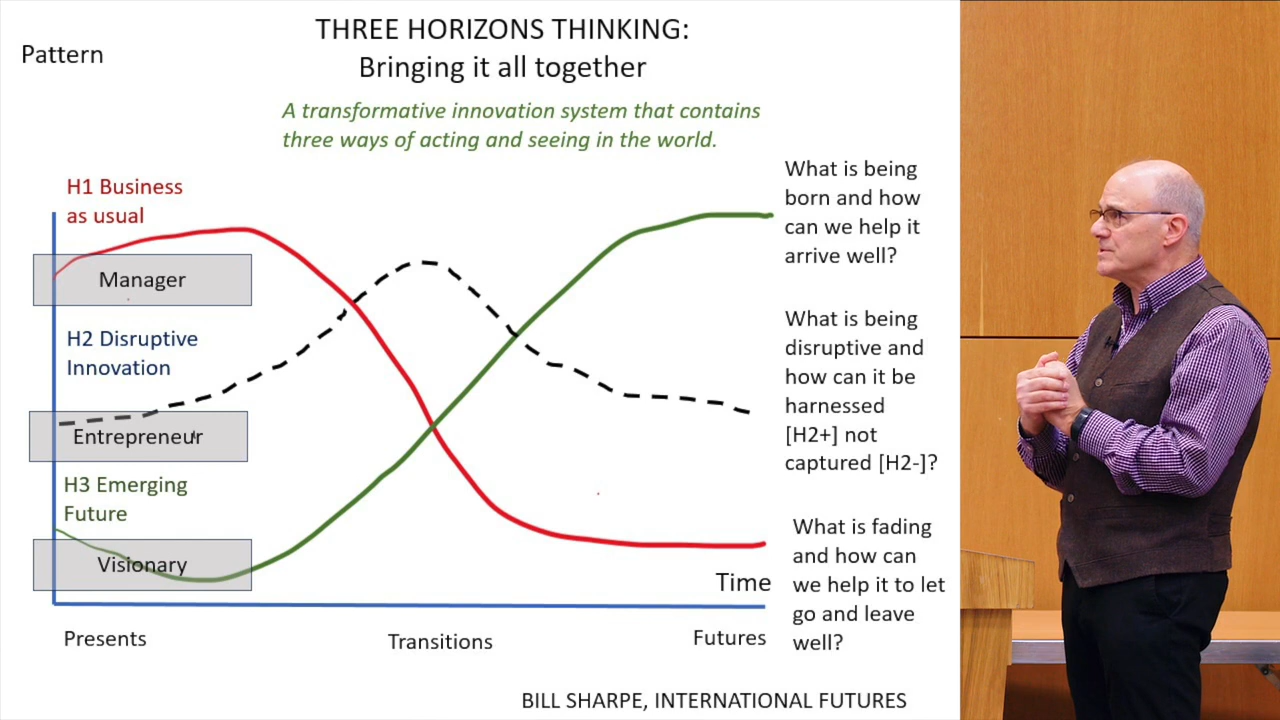 THREE HORIZONS THINKING:
Bringing it all together
Pattern
A transformative innovation system that contains
three ways of acting and seeing in the world.
H1 Business
as usual
Manager
H2 Disruptive
Innovation
Entrepreneur
H3 Emerging
Future
Visionary
What is being
born and how
can we help it
arrive well?
What is being
disruptive and
how can it be
harnessed
[H2+] not
captured [H2-]?
What is fading
and how can
we help it to let
go and leave
well?
Time
Presents
Transitions
Futures
BILL SHARPE, INTERNATIONAL FUTURES